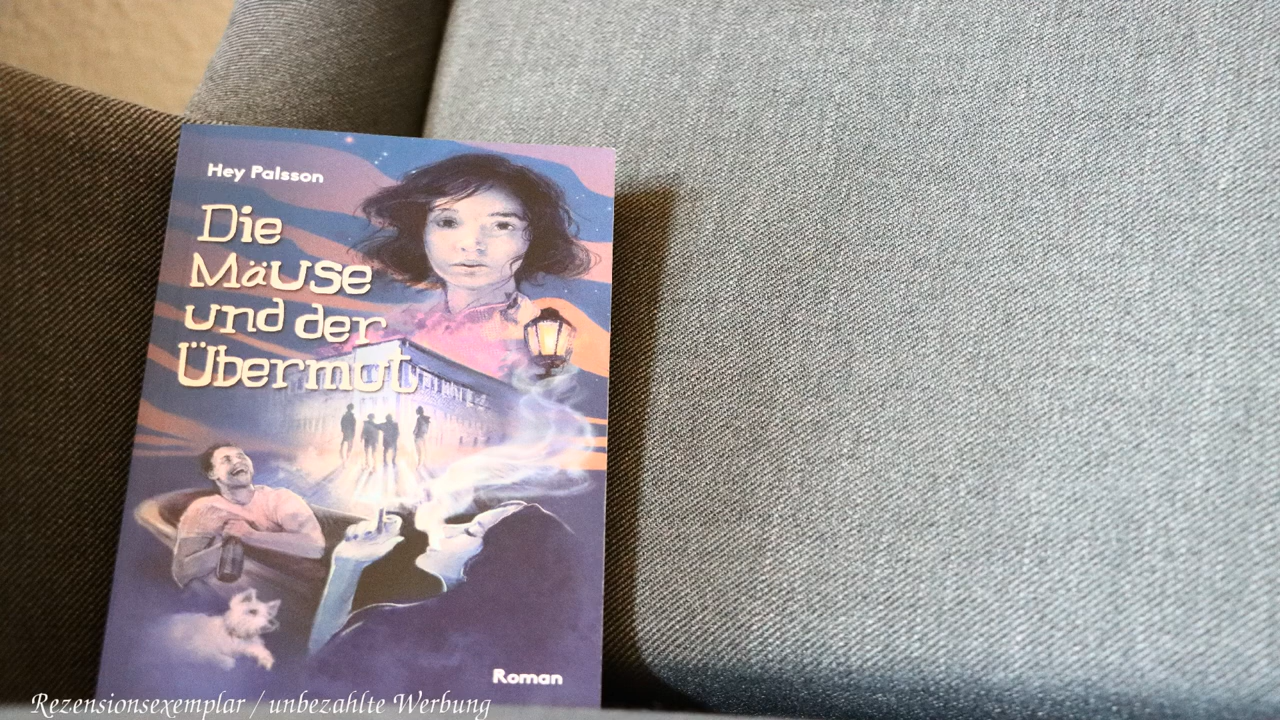 Hey Palsson
Die
Mäuse
und der
Übermut
Roman
Rezensionsexemplar / unbezahlte Werbung